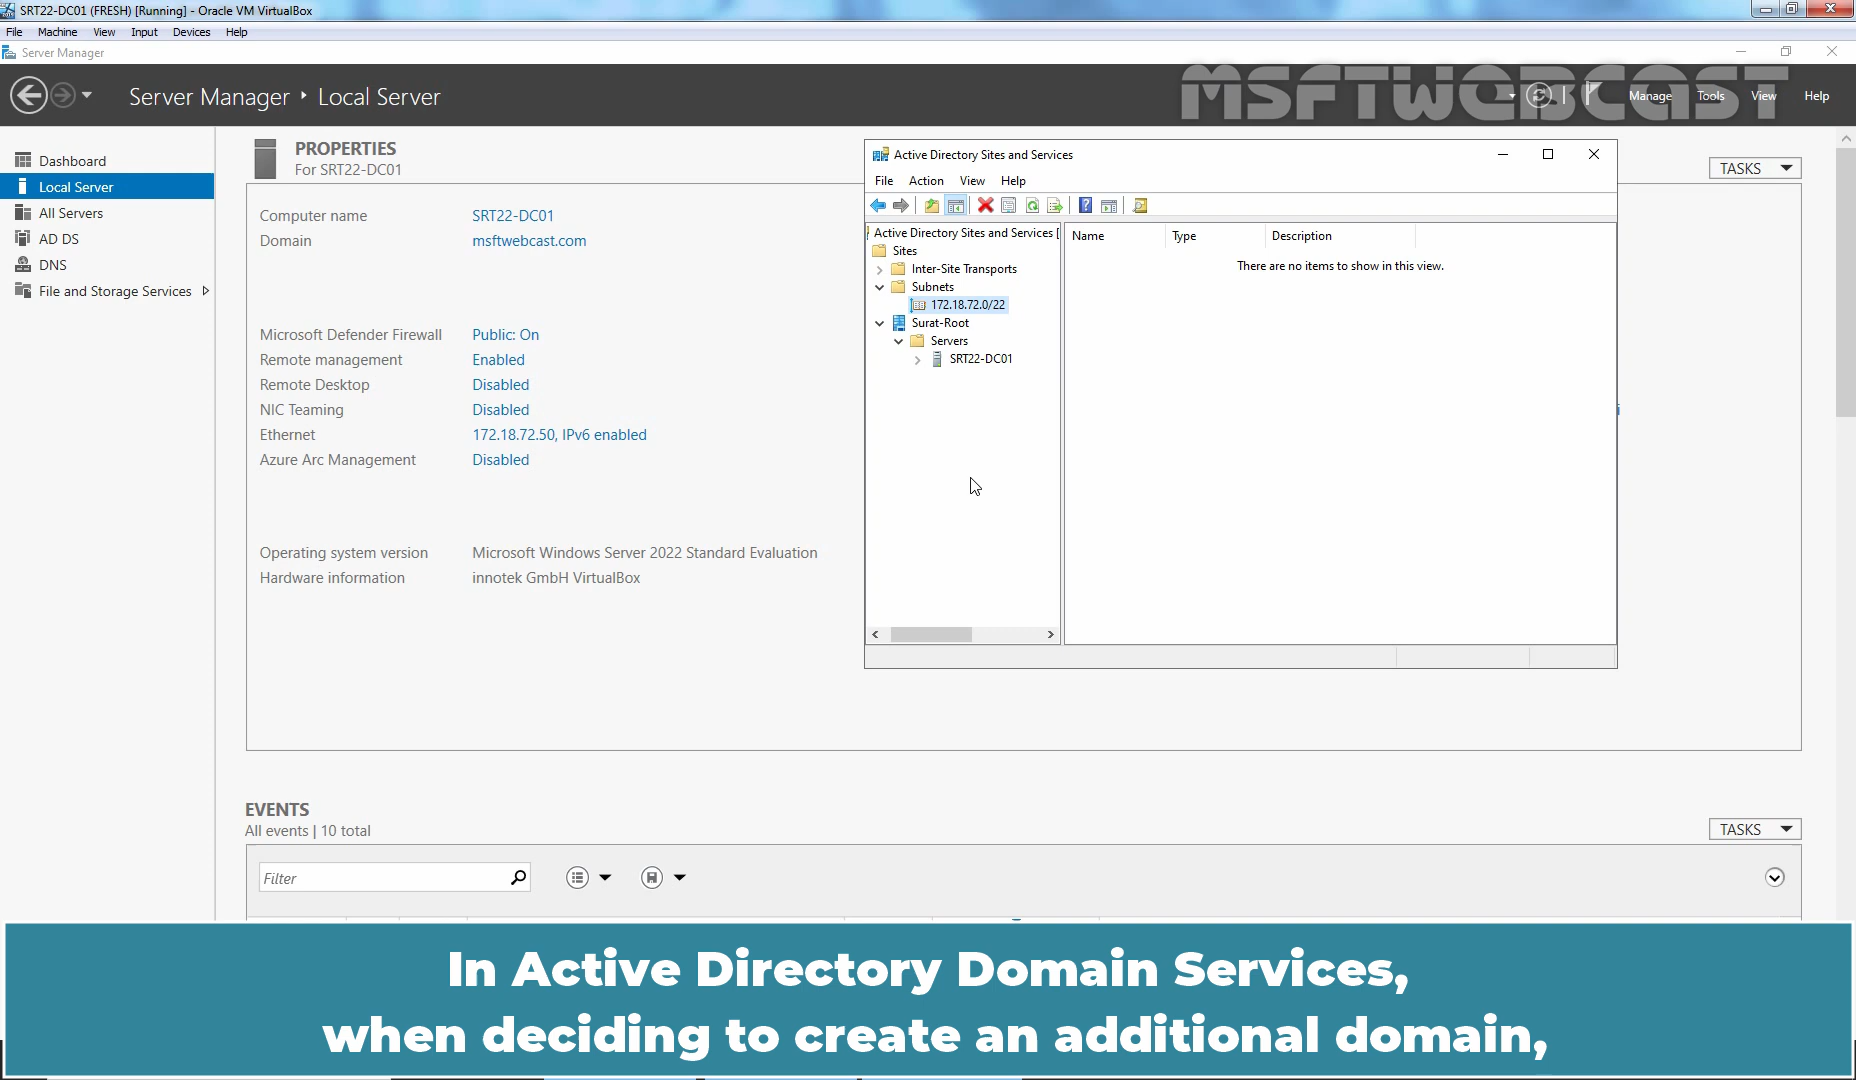 SRT22-DC01 (FRESH) [Running] - Oracle VM VirtualBox
File Machine View Input Devices Help
Server Manager
Server Manager ‣ Local Server
MSFTWEBCAST
Manage Tools View Help
Dashboard
Local Server
All Servers
AD DS
DNS
File and Storage Services
PROPERTIES
For SRT22-DC01
TASKS
Computer name SRT22-DC01
Domain msftwebcast.com
Microsoft Defender Firewall Public: On
Remote management Enabled
Remote Desktop Disabled
NIC Teaming Disabled
Ethernet 172.18.72.50, IPv6 enabled
Azure Arc Management Disabled
Operating system version Microsoft Windows Server 2022 Standard Evaluation
Hardware information innotek GmbH VirtualBox
Active Directory Sites and Services
File Action View Help
Active Directory Sites and Services [
Sites
Inter-Site Transports
Subnets
172.18.72.0/22
Surat-Root
Servers
SRT22-DC01
Name Type Description
There are no items to show in this view.
EVENTS
All events | 10 total
TASKS
Filter
In Active Directory Domain Services,
when deciding to create an additional domain,